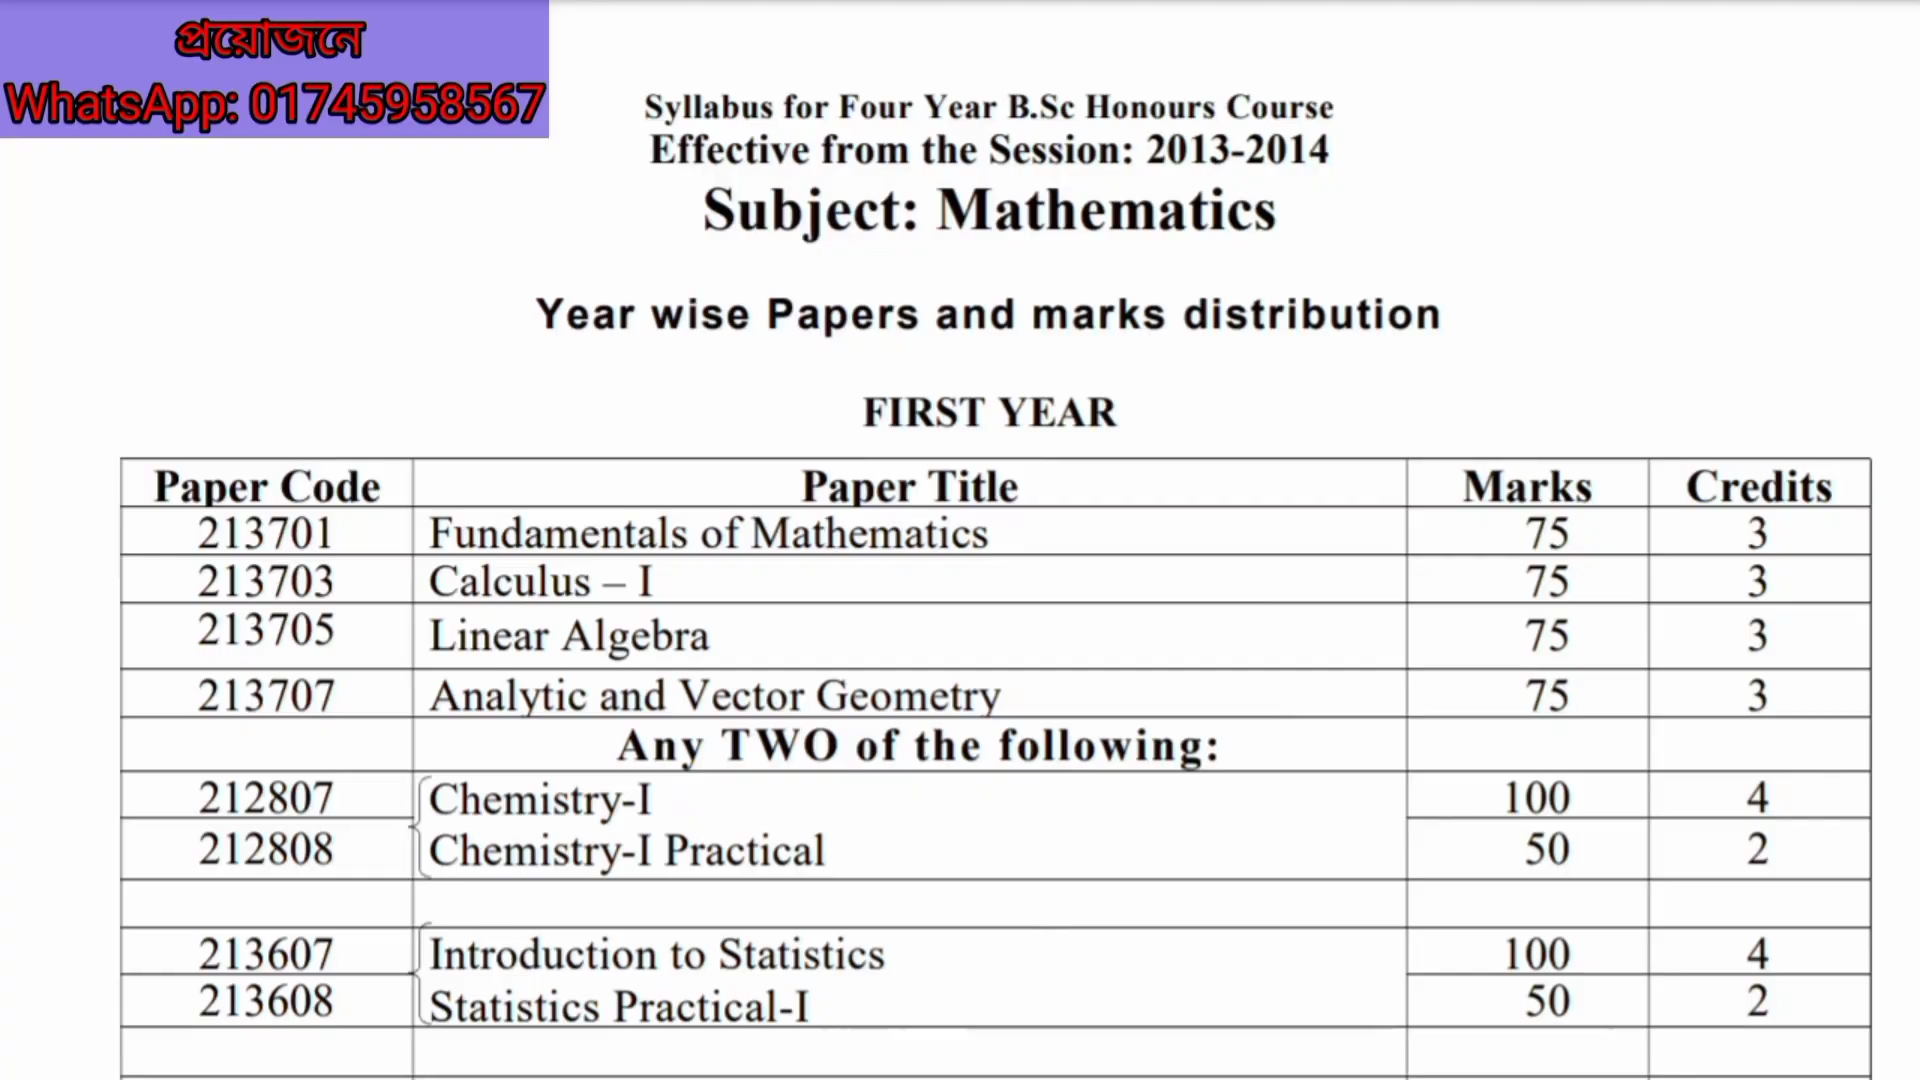 প্রয়োজনে
WhatsApp: 01745958567
Syllabus for Four Year B.Sc Honours Course
Effective from the Session: 2013-2014
Subject: Mathematics
Year wise Papers and marks distribution
FIRST YEAR
Paper Code Paper Title Marks Credits
213701 Fundamentals of Mathematics 75 3
213703 Calculus – I 75 3
213705 Linear Algebra 75 3
213707 Analytic and Vector Geometry 75 3
Any TWO of the following:
212807 Chemistry-I 100 4
212808 Chemistry-I Practical 50 2
213607 Introduction to Statistics 100 4
213608 Statistics Practical-I 50 2